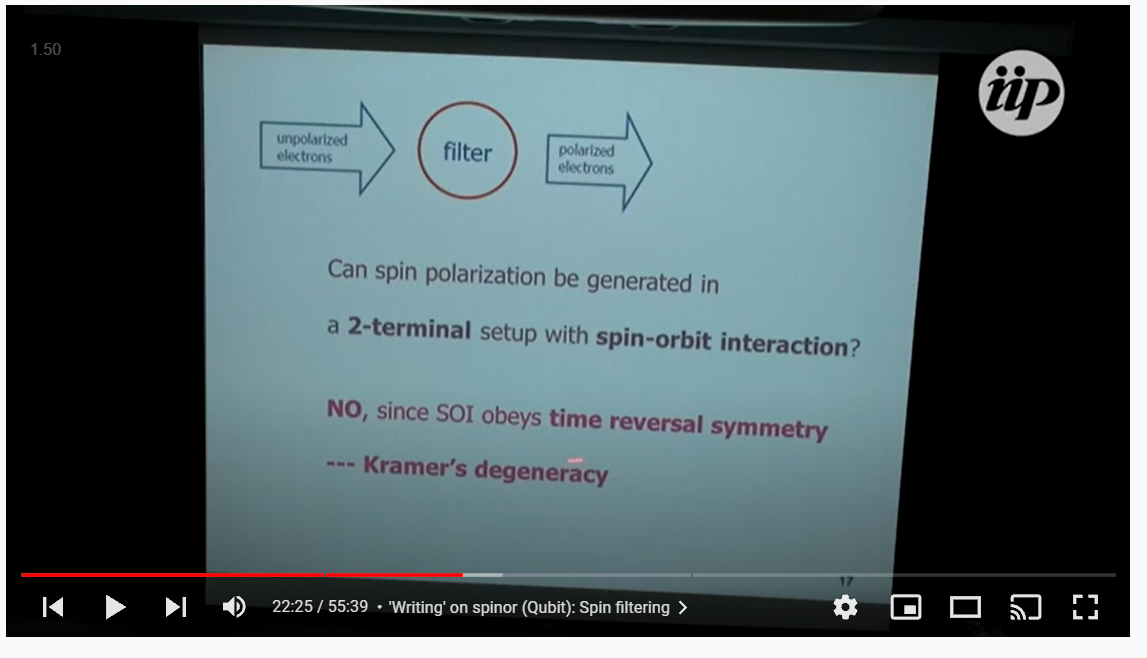 1.50
iip
unpolarized
electrons
filter
polarized
electrons
Can spin polarization be generated in
a 2-terminal setup with spin-orbit interaction?
NO, since SOI obeys time reversal symmetry
--- Kramer's degeneracy
17
22:25 / 55:39 • 'Writing' on spinor (Qubit): Spin filtering